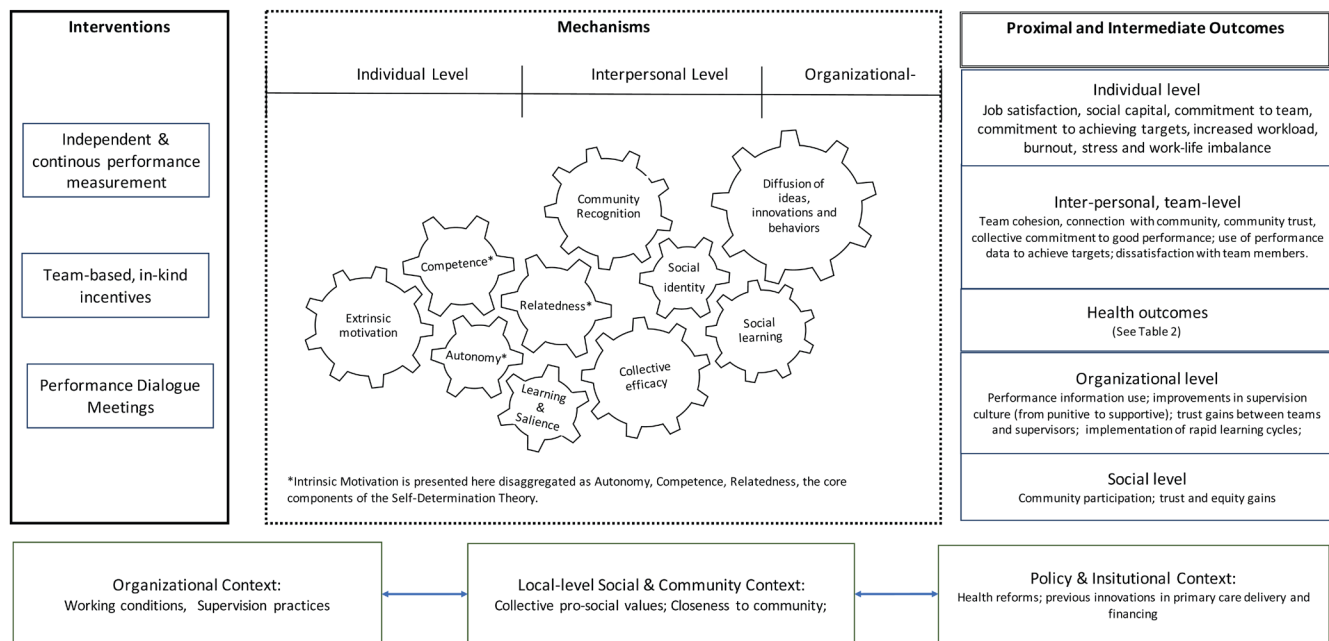 Interventions
Independent &
continous performance
measurement
Team-based, in-kind
incentives
Performance Dialogue
Meetings
Mechanisms
Individual Level
Interpersonal Level
Organizational-
Extrinsic
motivation
Competence*
Autonomy*
Learning
&
Salience
Relatedness*
Community
Recognition
Collective
efficacy
Social
identity
Social
learning
Diffusion of
ideas,
innovations and
behaviors
*Intrinsic Motivation is presented here disaggregated as Autonomy, Competence, Relatedness, the core
components of the Self-Determination Theory.
Proximal and Intermediate Outcomes
Individual level
Job satisfaction, social capital, commitment to team,
commitment to achieving targets, increased workload,
burnout, stress and work-life imbalance
Inter-personal, team-level
Team cohesion, connection with community, community trust,
collective commitment to good performance; use of performance
data to achieve targets; dissatisfaction with team members.
Health outcomes
(See Table 2)
Organizational level
Performance information use; improvements in supervision
culture (from punitive to supportive); trust gains between teams
and supervisors; implementation of rapid learning cycles;
Social level
Community participation; trust and equity gains
Organizational Context:
Working conditions, Supervision practices
Local-level Social & Community Context:
Collective pro-social values; Closeness to community;
Policy & Insitutional Context:
Health reforms; previous innovations in primary care delivery and
financing